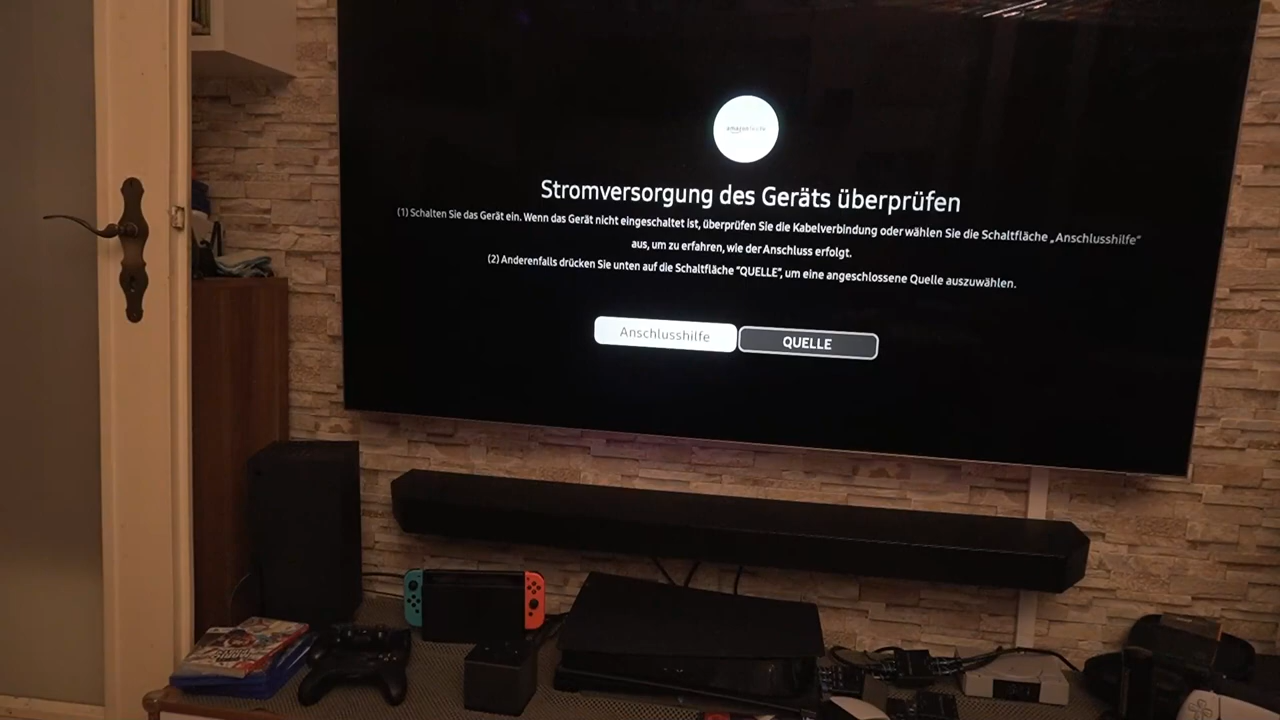 amazon
Stromversorgung des Geräts überprüfen
(1) Schalten Sie das Gerät ein. Wenn das Gerät nicht eingeschaltet ist, überprüfen Sie die Kabelverbindung oder wählen Sie die Schaltfläche „Anschlusshilfe“
aus, um zu erfahren, wie der Anschluss erfolgt.
(2) Anderenfalls drücken Sie unten auf die Schaltfläche "QUELLE", um eine angeschlossene Quelle auszuwählen.
Anschlusshilfe
QUELLE